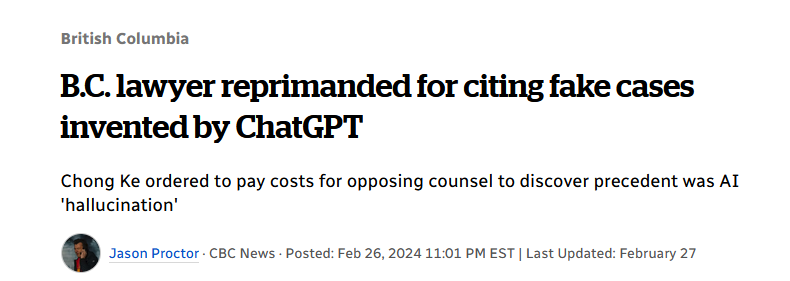 British Columbia
B.C. lawyer reprimanded for citing fake cases
invented by ChatGPT
Chong Ke ordered to pay costs for opposing counsel to discover precedent was AI
'hallucination'
Jason Proctor · CBC News · Posted: Feb 26, 2024 11:01 PM EST | Last Updated: February 27